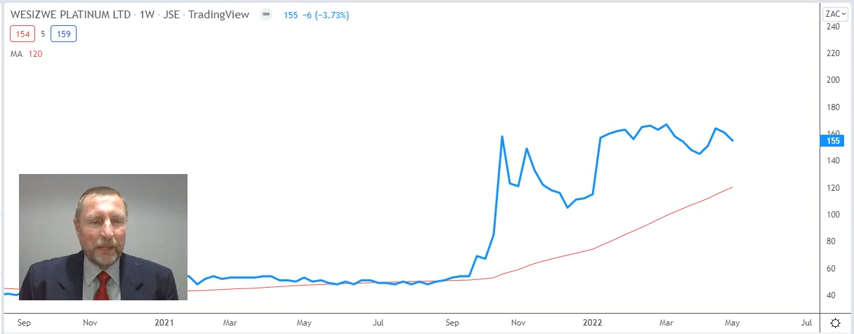 WESIZWE PLATINUM LTD · 1W · JSE · TradingView 155 −6 (−3.73%)
154 5 159
MA 120
ZAC
240
220
200
180
160
155
140
120
100
80
60
40
Sep Nov 2021 Mar May Jul Sep Nov 2022 Mar May Jul